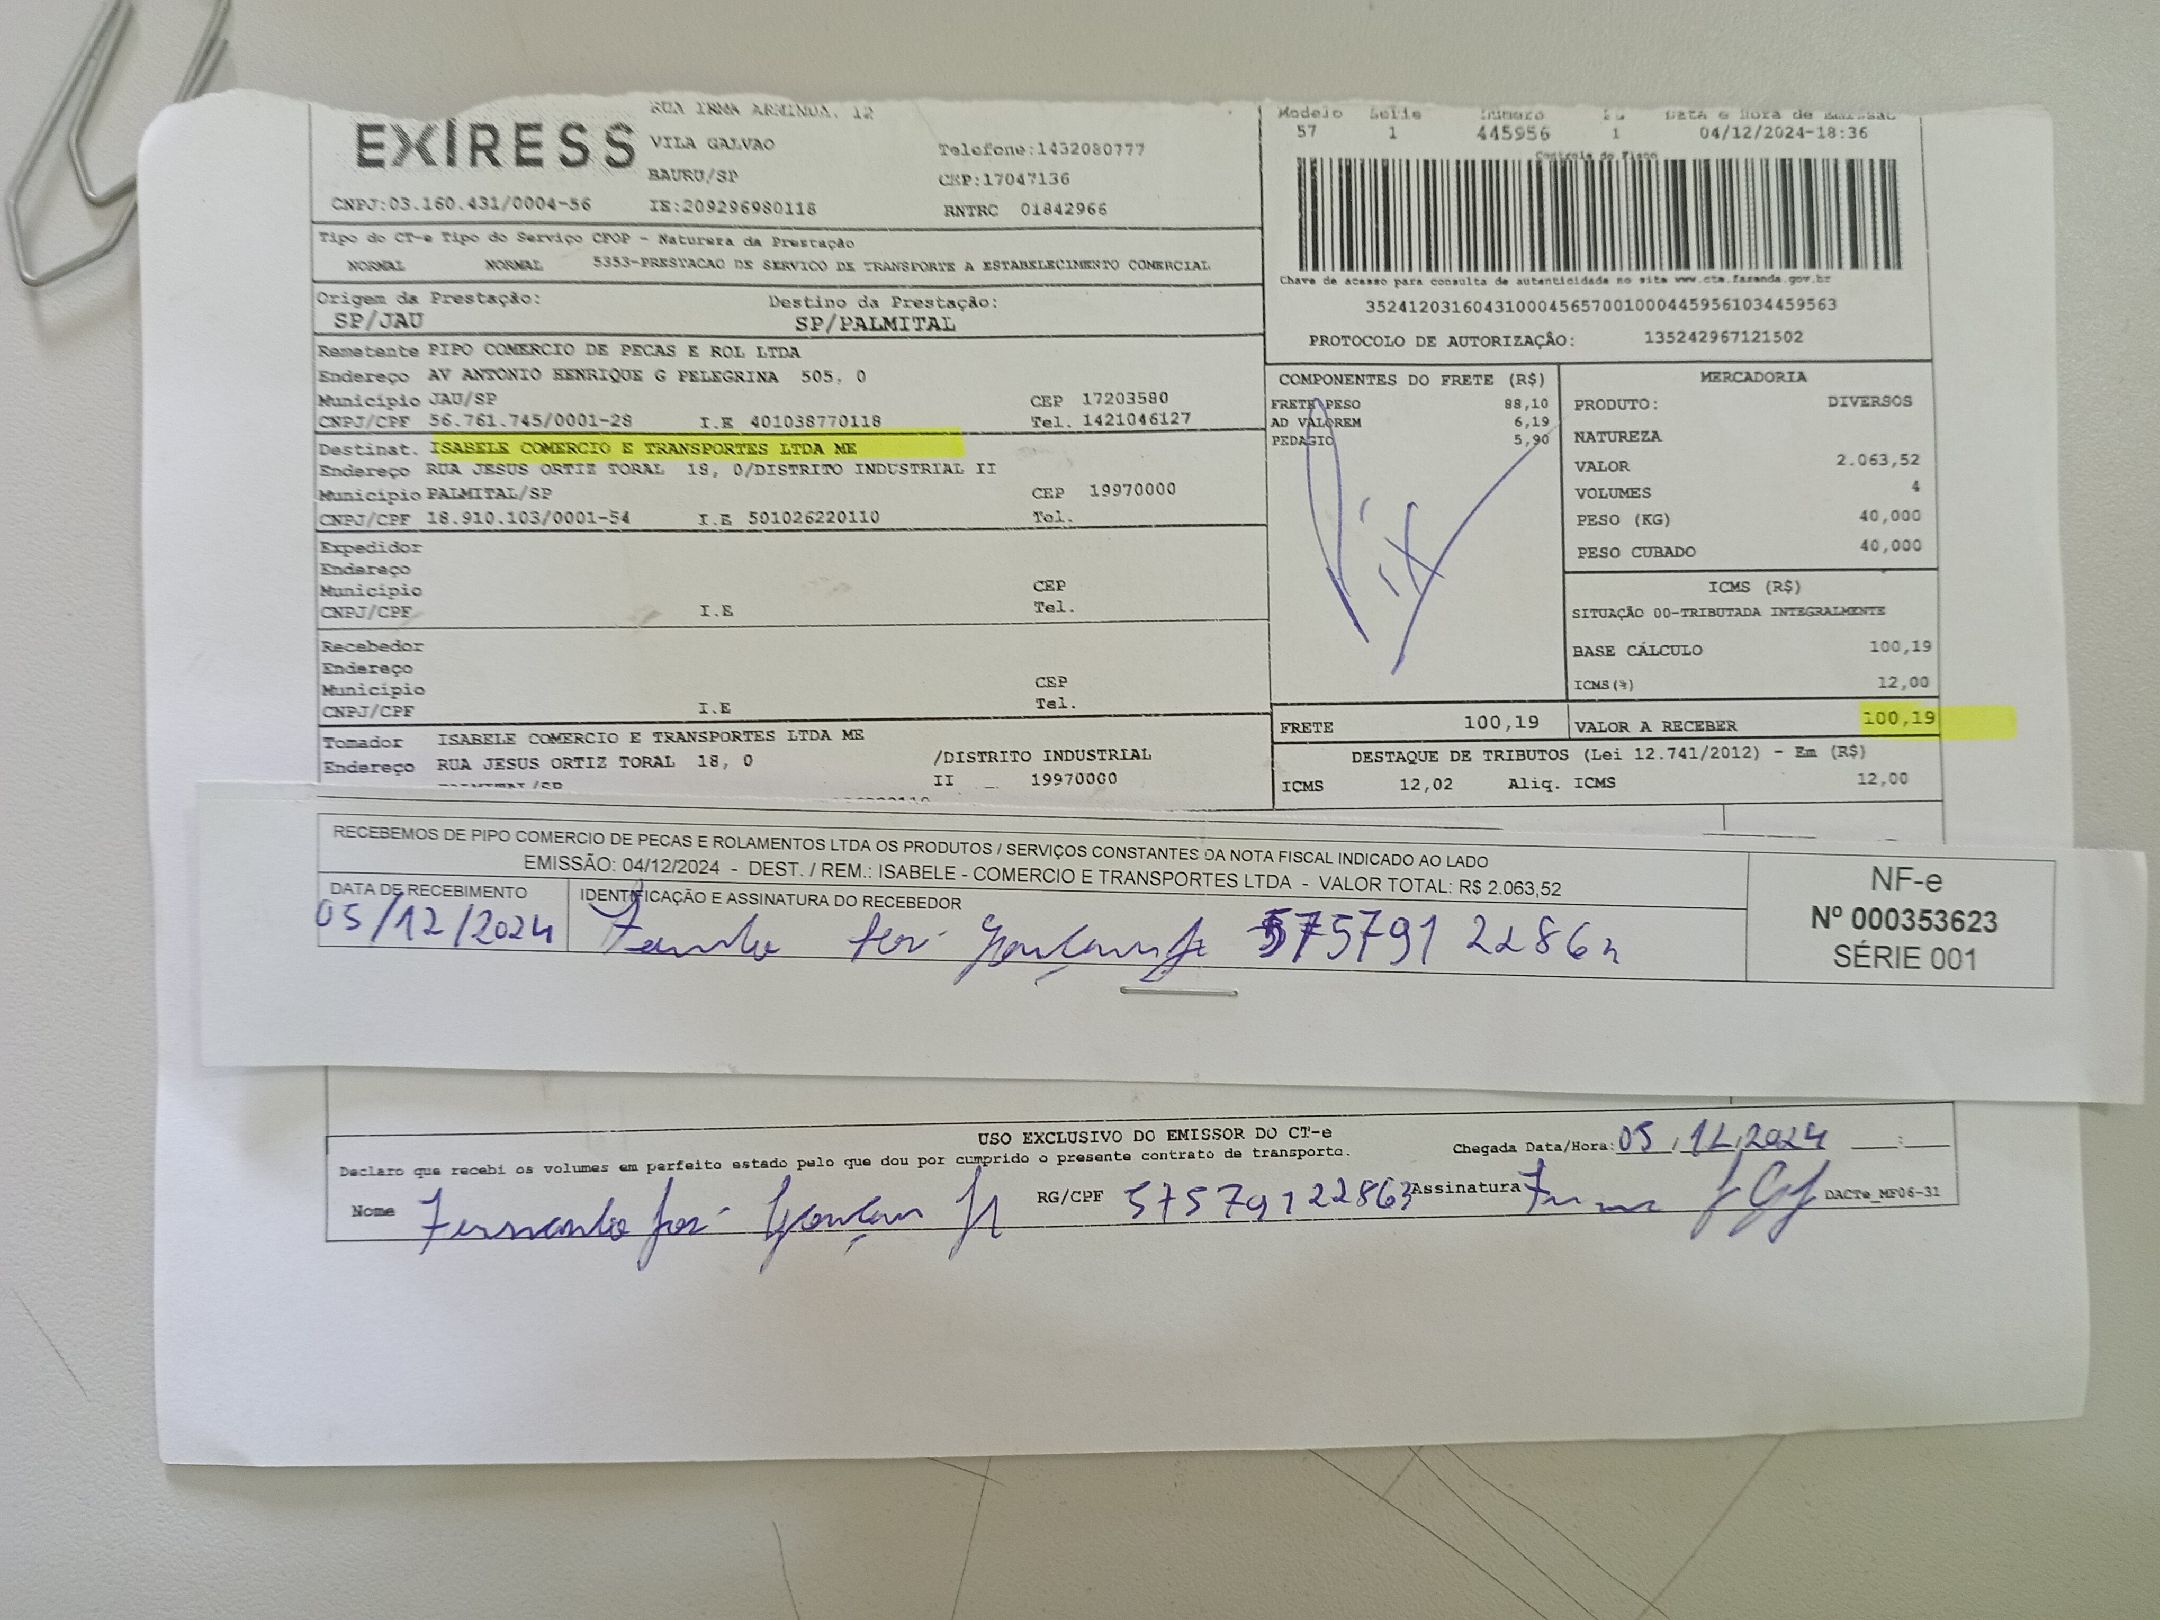 EXIRESS
RUA IRMA ARMINDA, 12
VILA GALVAO
BAURU/SP
Telefone:1432080777
CEP:17047136
CNPJ:03.160.431/0004-56 IE:209296980118 RNTRC 01842966
Modelo Serie Número Data e Hora de Emissão
57 1 445956 1 04/12/2024-18:36
Controle do Fisco
Tipo do CT-e Tipo do Serviço CFOP - Natureza da Prestação
NORMAL NORMAL 5353-PRESTACAO DE SERVICO DE TRANSPORTE A ESTABELECIMENTO COMERCIAL
Chave de acesso para consulta de autenticidade no site www.cte.fazenda.gov.br
35241203160431000456570010004459561034459563
PROTOCOLO DE AUTORIZAÇÃO: 135242967121502
Origem da Prestação: Destino da Prestação:
SP/JAU SP/PALMITAL
Remetente PIPO COMERCIO DE PECAS E ROL LTDA
Endereço AV ANTONIO HENRIQUE G PELEGRINA 505, 0
Município JAU/SP CEP 17203580
CNPJ/CPF 56.761.745/0001-28 I.E 401038770118 Tel. 1421046127
Destinat. ISABELE COMERCIO E TRANSPORTES LTDA ME
Endereço RUA JESUS ORTIZ TORAL 18, 0/DISTRITO INDUSTRIAL II
Município PALMITAL/SP CEP 19970000
CNPJ/CPF 18.910.103/0001-54 I.E 501026220110 Tel.
Expedidor
Endereço
Município CEP
CNPJ/CPF I.E Tel.
Recebedor
Endereço
Município CEP
CNPJ/CPF I.E Tel.
Tomador ISABELE COMERCIO E TRANSPORTES LTDA ME
Endereço RUA JESUS ORTIZ TORAL 18, 0 /DISTRITO INDUSTRIAL
II 19970000
COMPONENTES DO FRETE (R$)
FRETE PESO 88,10
AD VALOREM 6,19
PEDAGIO 5,90
Pix
MERCADORIA
PRODUTO: DIVERSOS
NATUREZA
VALOR 2.063,52
VOLUMES 4
PESO (KG) 40,000
PESO CUBADO 40,000
ICMS (R$)
SITUAÇÃO 00-TRIBUTADA INTEGRALMENTE
BASE CÁLCULO 100,19
ICMS(%) 12,00
FRETE 100,19 VALOR A RECEBER 100,19
DESTAQUE DE TRIBUTOS (Lei 12.741/2012) - Em (R$)
ICMS 12,02 Aliq. ICMS 12,00
RECEBEMOS DE PIPO COMERCIO DE PECAS E ROLAMENTOS LTDA OS PRODUTOS / SERVIÇOS CONSTANTES DA NOTA FISCAL INDICADO AO LADO
EMISSÃO: 04/12/2024 - DEST. / REM.: ISABELE - COMERCIO E TRANSPORTES LTDA - VALOR TOTAL: R$ 2.063,52
DATA DE RECEBIMENTO IDENTIFICAÇÃO E ASSINATURA DO RECEBEDOR
05/12/2024
NF-e
Nº 000353623
SÉRIE 001
USO EXCLUSIVO DO EMISSOR DO CT-e
Declaro que recebi os volumes em perfeito estado pelo que dou por cumprido o presente contrato de transporte.
Chegada Data/Hora: 05/12/2024 :
Nome Fernando RG/CPF 57579122863 Assinatura DACTe_MF06-31